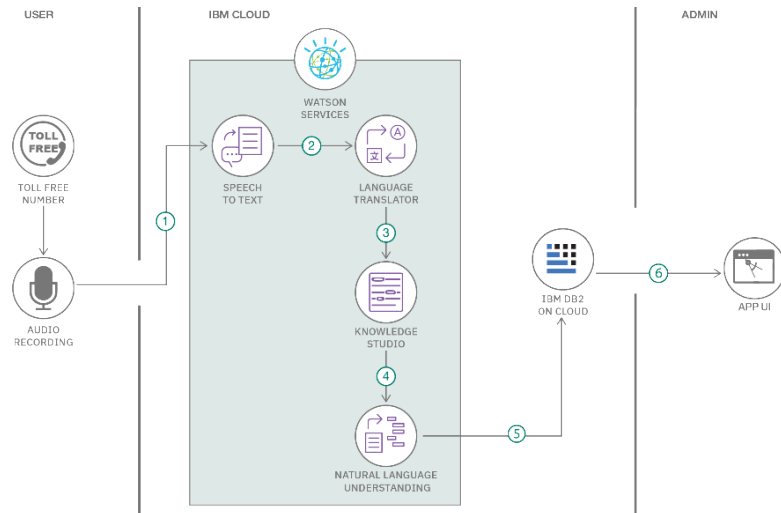 USER
IBM CLOUD
ADMIN
WATSON
SERVICES
TOLL
FREE
TOLL FREE
NUMBER
1
SPEECH
TO TEXT
2
A
文
LANGUAGE
TRANSLATOR
3
AUDIO
RECORDING
KNOWLEDGE
STUDIO
4
NATURAL LANGUAGE
UNDERSTANDING
5
IBM DB2
ON CLOUD
6
APP UI